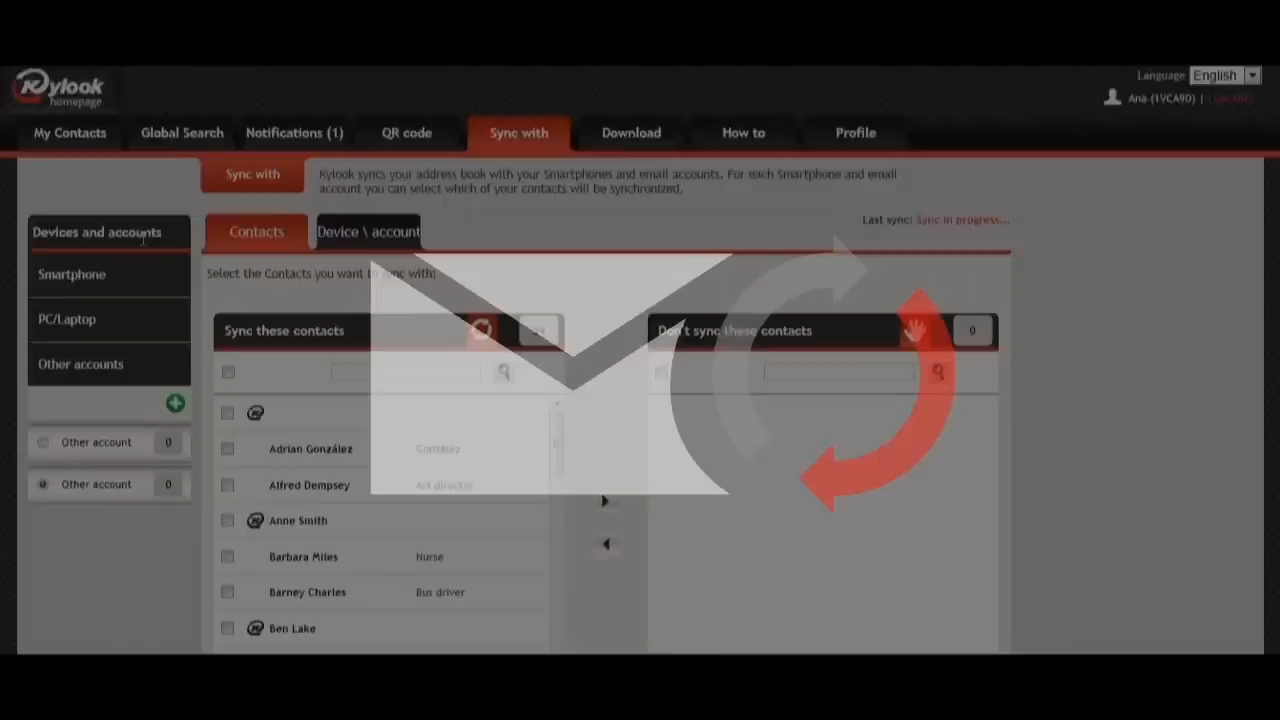 Kylook
homepage
Language English
Ana (1VCA9D) |
My Contacts Global Search Notifications (1) QR code Sync with Download How to Profile
Sync with
Kylook syncs your address book with your Smartphones and email accounts. For each Smartphone and email
account you can select which of your contacts will be synchronized.
Devices and accounts
Contacts Device \ account
Last sync: Sync in progress...
Smartphone
Select the Contacts you want to sync with:
PC/Laptop
Sync these contacts
Don't sync these contacts 0
Other accounts
Other account 0
Adrian González
Alfred Dempsey Art director
Other account 0
Anne Smith
Barbara Miles Nurse
Barney Charles Bus driver
Ben Lake